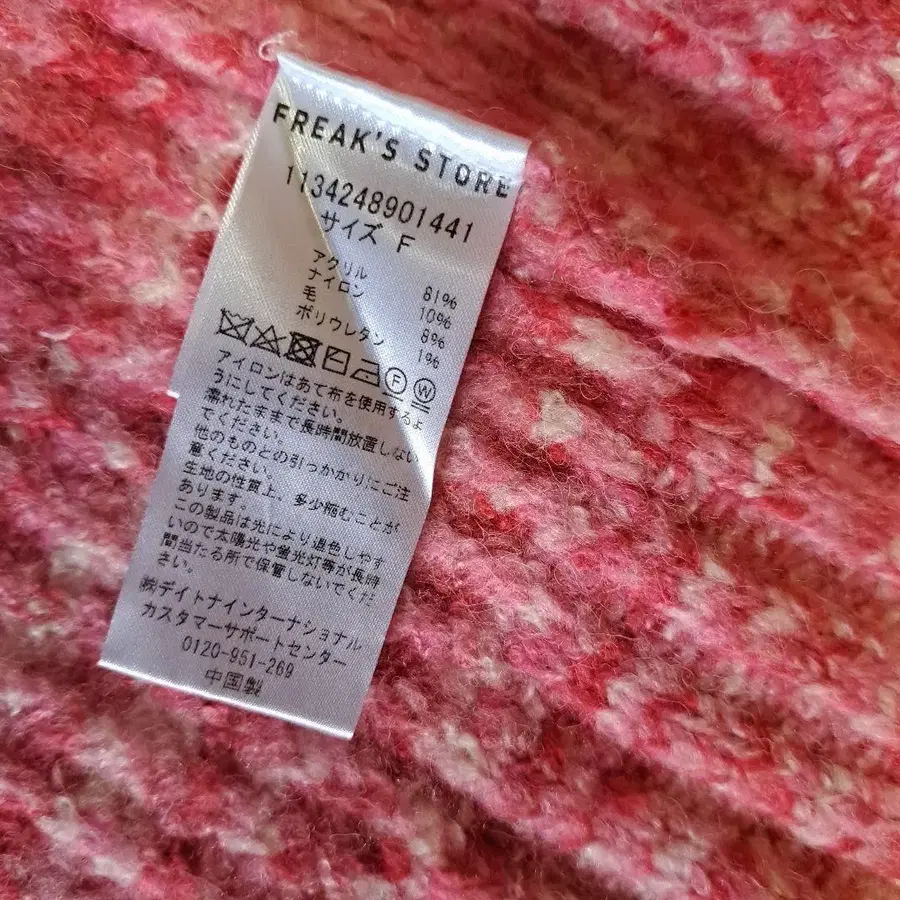 FREAK'S STORE
1134248901441
サイズ F
アクリル 81%
ナイロン 10%
毛 8%
ポリウレタン 1%
F W
アイロンはあて布を使用するよ
うにしてください。
濡れたままで長時間放置しない
でください。
他のものとの引っかかりにご注
意ください。
生地の性質上、多少縮むことが
あります。
この製品は光により退色しやす
いので太陽光や蛍光灯等が長時
間当たる所で保管しないでくだ
さい。
㈱デイトナインターナショナル
カスタマーサポートセンター
0120-951-269
中国製